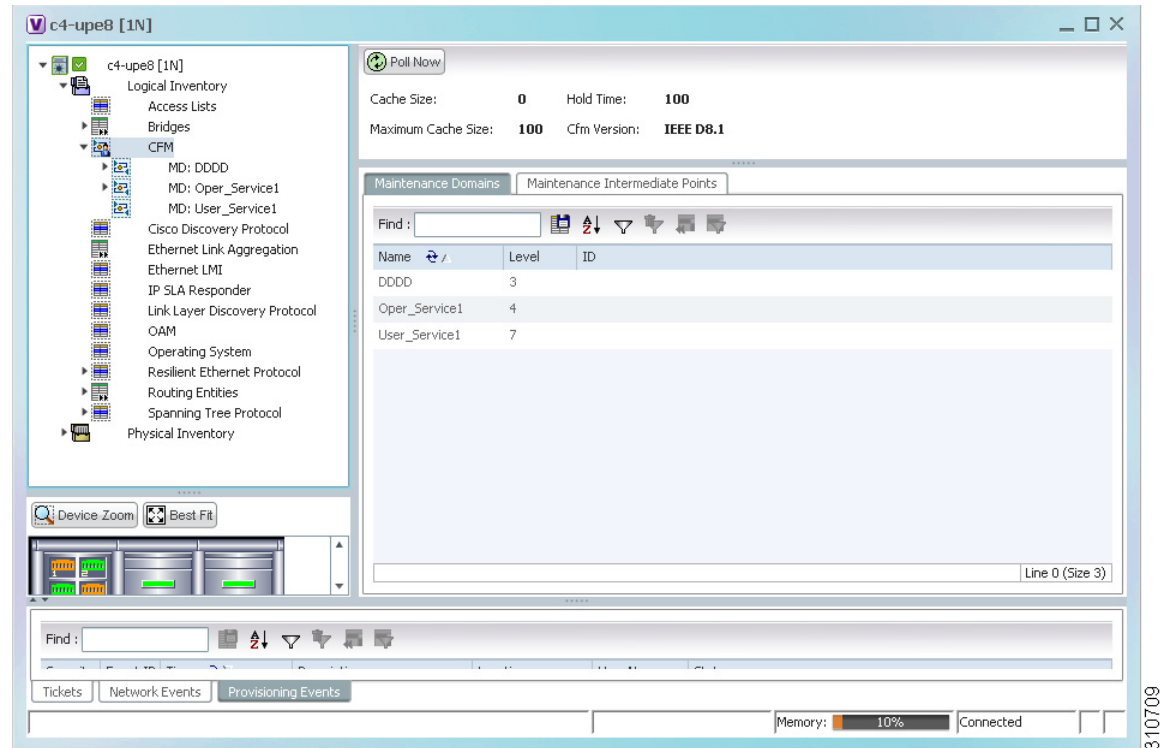 c4-upe8 [1N]
c4-upe8 [1N]
Logical Inventory
Access Lists
Bridges
CFM
MD: DDDD
MD: Oper_Service1
MD: User_Service1
Cisco Discovery Protocol
Ethernet Link Aggregation
Ethernet LMI
IP SLA Responder
Link Layer Discovery Protocol
OAM
Operating System
Resilient Ethernet Protocol
Routing Entities
Spanning Tree Protocol
Physical Inventory
Device Zoom
Best Fit
1 2
Poll Now
Cache Size: 0 Hold Time: 100
Maximum Cache Size: 100 Cfm Version: IEEE D8.1
Maintenance Domains Maintenance Intermediate Points
Find :
Name Level ID
DDDD 3
Oper_Service1 4
User_Service1 7
Line 0 (Size 3)
Find :
Tickets Network Events Provisioning Events
Memory: 10% Connected
310709